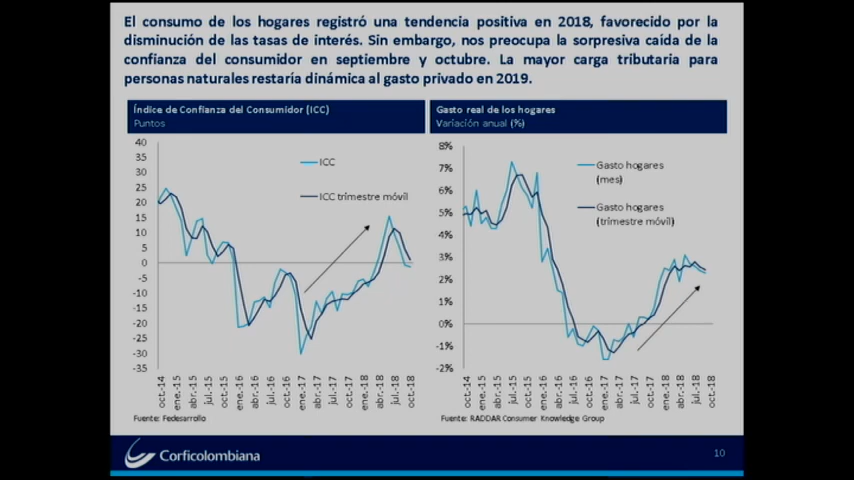 El consumo de los hogares registró una tendencia positiva en 2018, favorecido por la
disminución de las tasas de interés. Sin embargo, nos preocupa la sorpresiva caída de la
confianza del consumidor en septiembre y octubre. La mayor carga tributaria para
personas naturales restaría dinámica al gasto privado en 2019.
Índice de Confianza del Consumidor (ICC)
Puntos
40
35
30
25
20
15
10
5
0
-5
-10
-15
-20
-25
-30
-35
ICC
ICC trimestre móvil
oct.-14
ene.-15
abr.-15
jul.-15
oct.-15
ene.-16
abr.-16
jul.-16
oct.-16
ene.-17
abr.-17
jul.-17
oct.-17
ene.-18
abr.-18
jul.-18
oct.-18
Fuente: Fedesarrollo
Gasto real de los hogares
Variación anual (%)
8%
7%
6%
5%
4%
3%
2%
1%
0%
-1%
-2%
Gasto hogares
(mes)
Gasto hogares
(trimestre móvil)
oct.-14
ene.-15
abr.-15
jul.-15
oct.-15
ene.-16
abr.-16
jul.-16
oct.-16
ene.-17
abr.-17
jul.-17
oct.-17
ene.-18
abr.-18
jul.-18
oct.-18
Fuente: RADDAR Consumer Knowledge Group
Corficolombiana
10